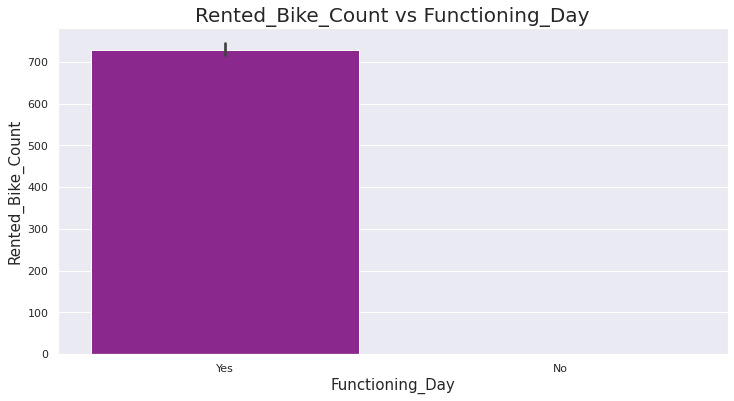 Rented_Bike_Count vs Functioning_Day
Rented_Bike_Count
700
600
500
400
300
200
100
0
Yes
No
Functioning_Day